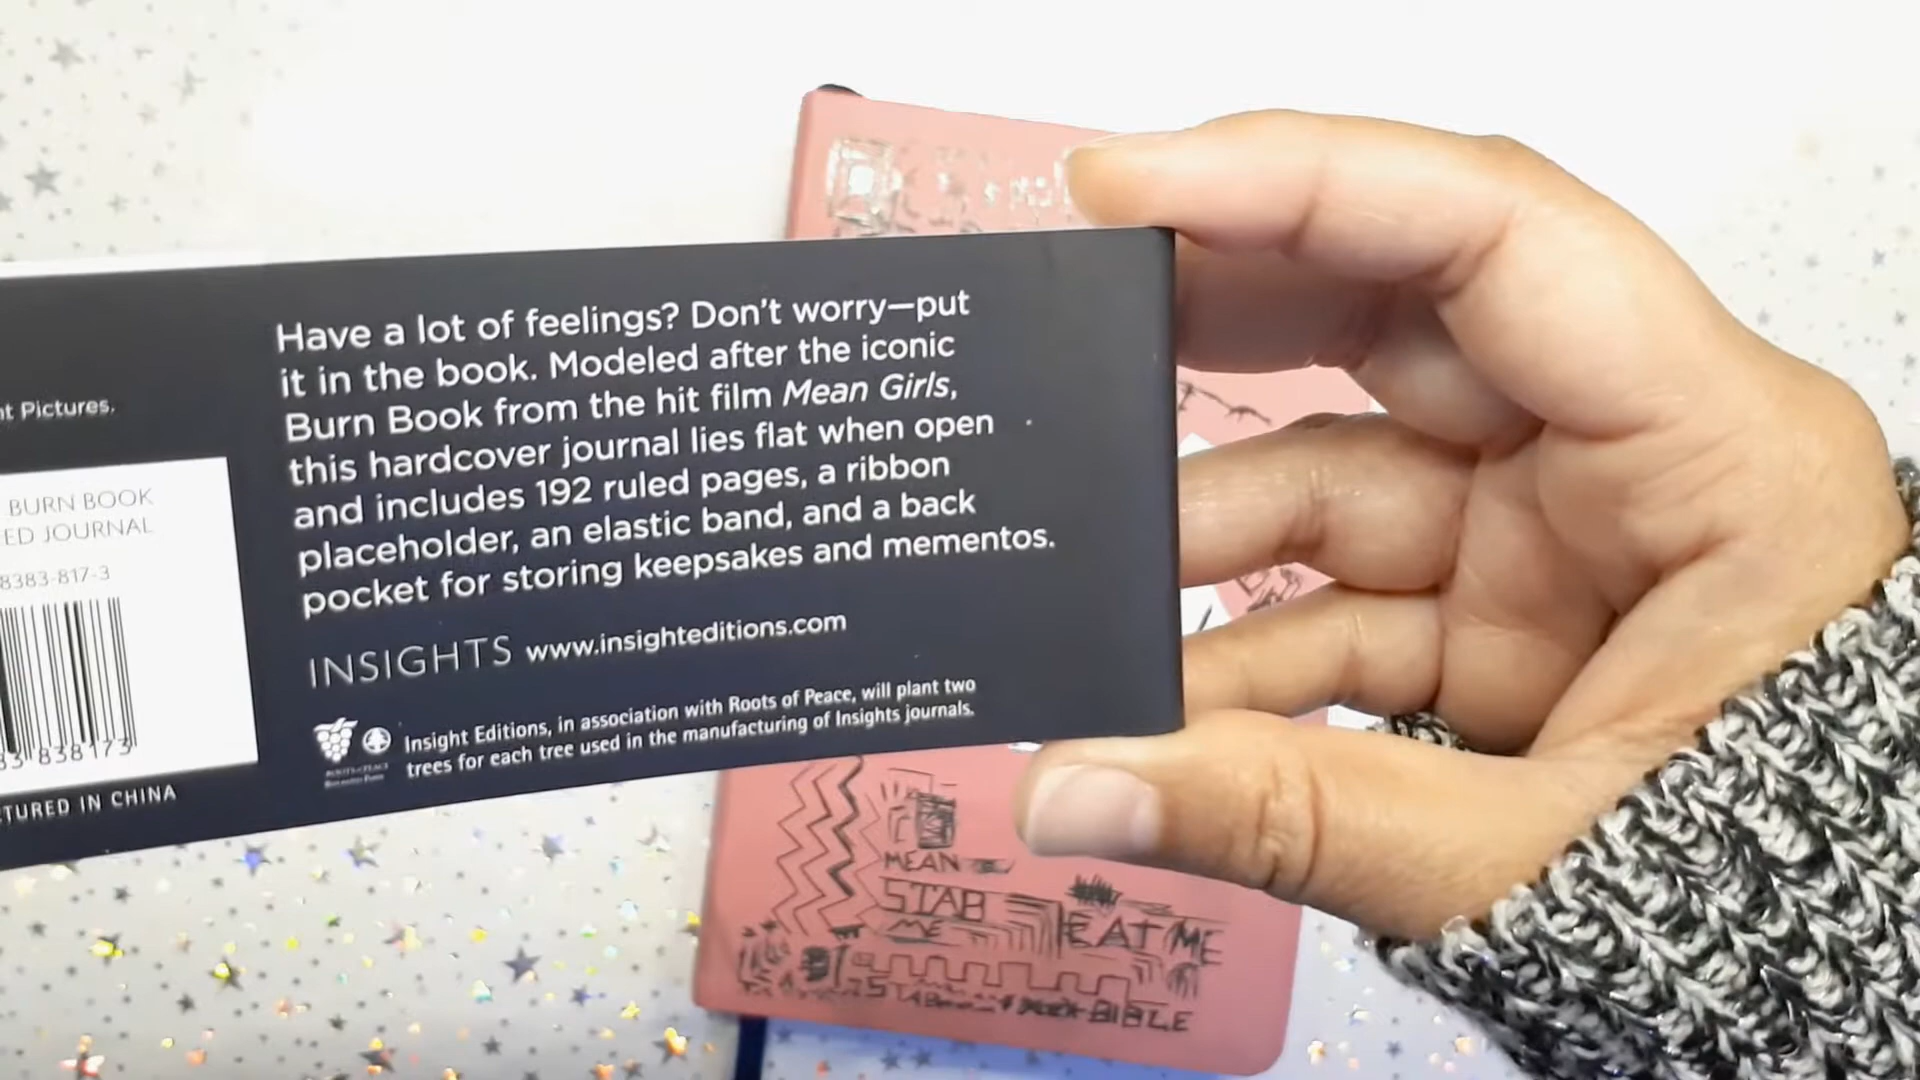 Have a lot of feelings? Don't worry—put
it in the book. Modeled after the iconic
Burn Book from the hit film Mean Girls,
this hardcover journal lies flat when open
and includes 192 ruled pages, a ribbon
placeholder, an elastic band, and a back
pocket for storing keepsakes and mementos.
INSIGHTS www.insighteditions.com
Insight Editions, in association with Roots of Peace, will plant two
trees for each tree used in the manufacturing of Insights journals.
Pictures.
BURN BOOK
ED JOURNAL
8383-817-3
838173
TURED IN CHINA
MEAN
STAB
ME
EAT ME
BIBLE